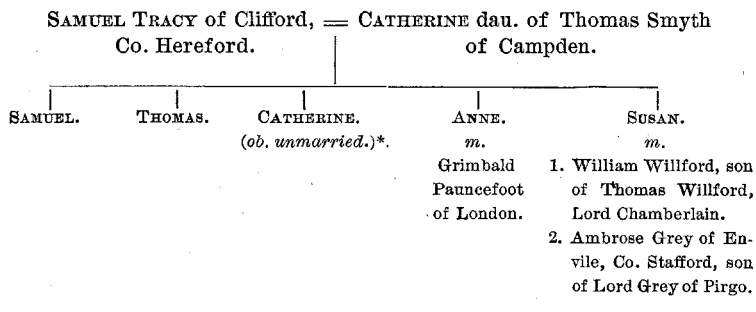 SAMUEL TRACY of Clifford, = CATHERINE dau. of Thomas Smyth
Co. Hereford. of Campden.
SAMUEL. THOMAS. CATHERINE. ANNE. SUSAN.
(ob. unmarried.)*. m. m.
Grimbald 1. William Willford, son
Pauncefoot of Thomas Willford,
of London. Lord Chamberlain.
2. Ambrose Grey of En-
vile, Co. Stafford, son
of Lord Grey of Pirgo.